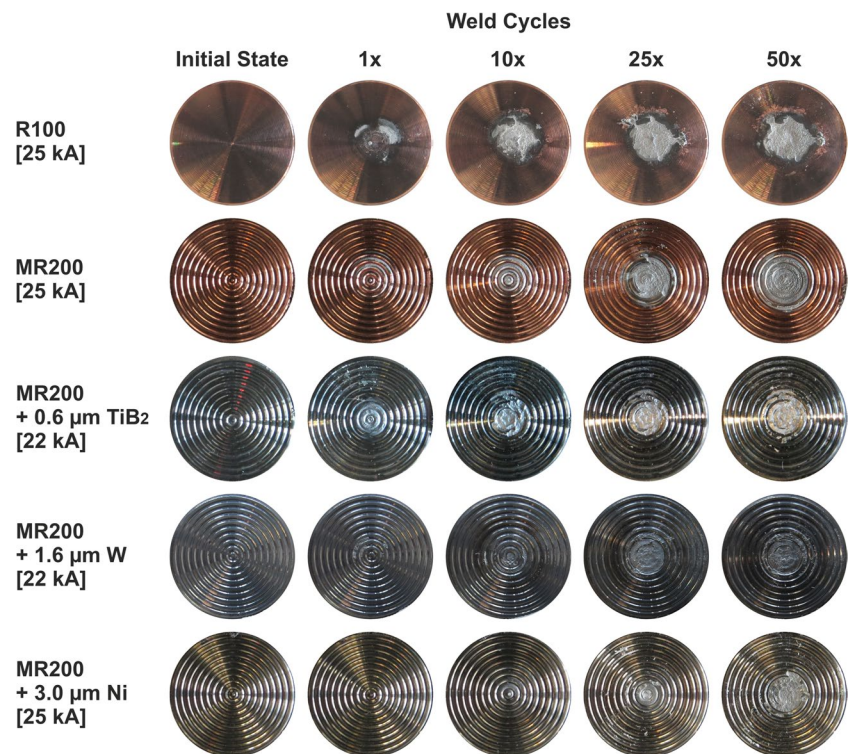 Weld Cycles
Initial State 1x 10x 25x 50x
R100
[25 kA]
MR200
[25 kA]
MR200
+ 0.6 µm TiB₂
[22 kA]
MR200
+ 1.6 µm W
[22 kA]
MR200
+ 3.0 µm Ni
[25 kA]